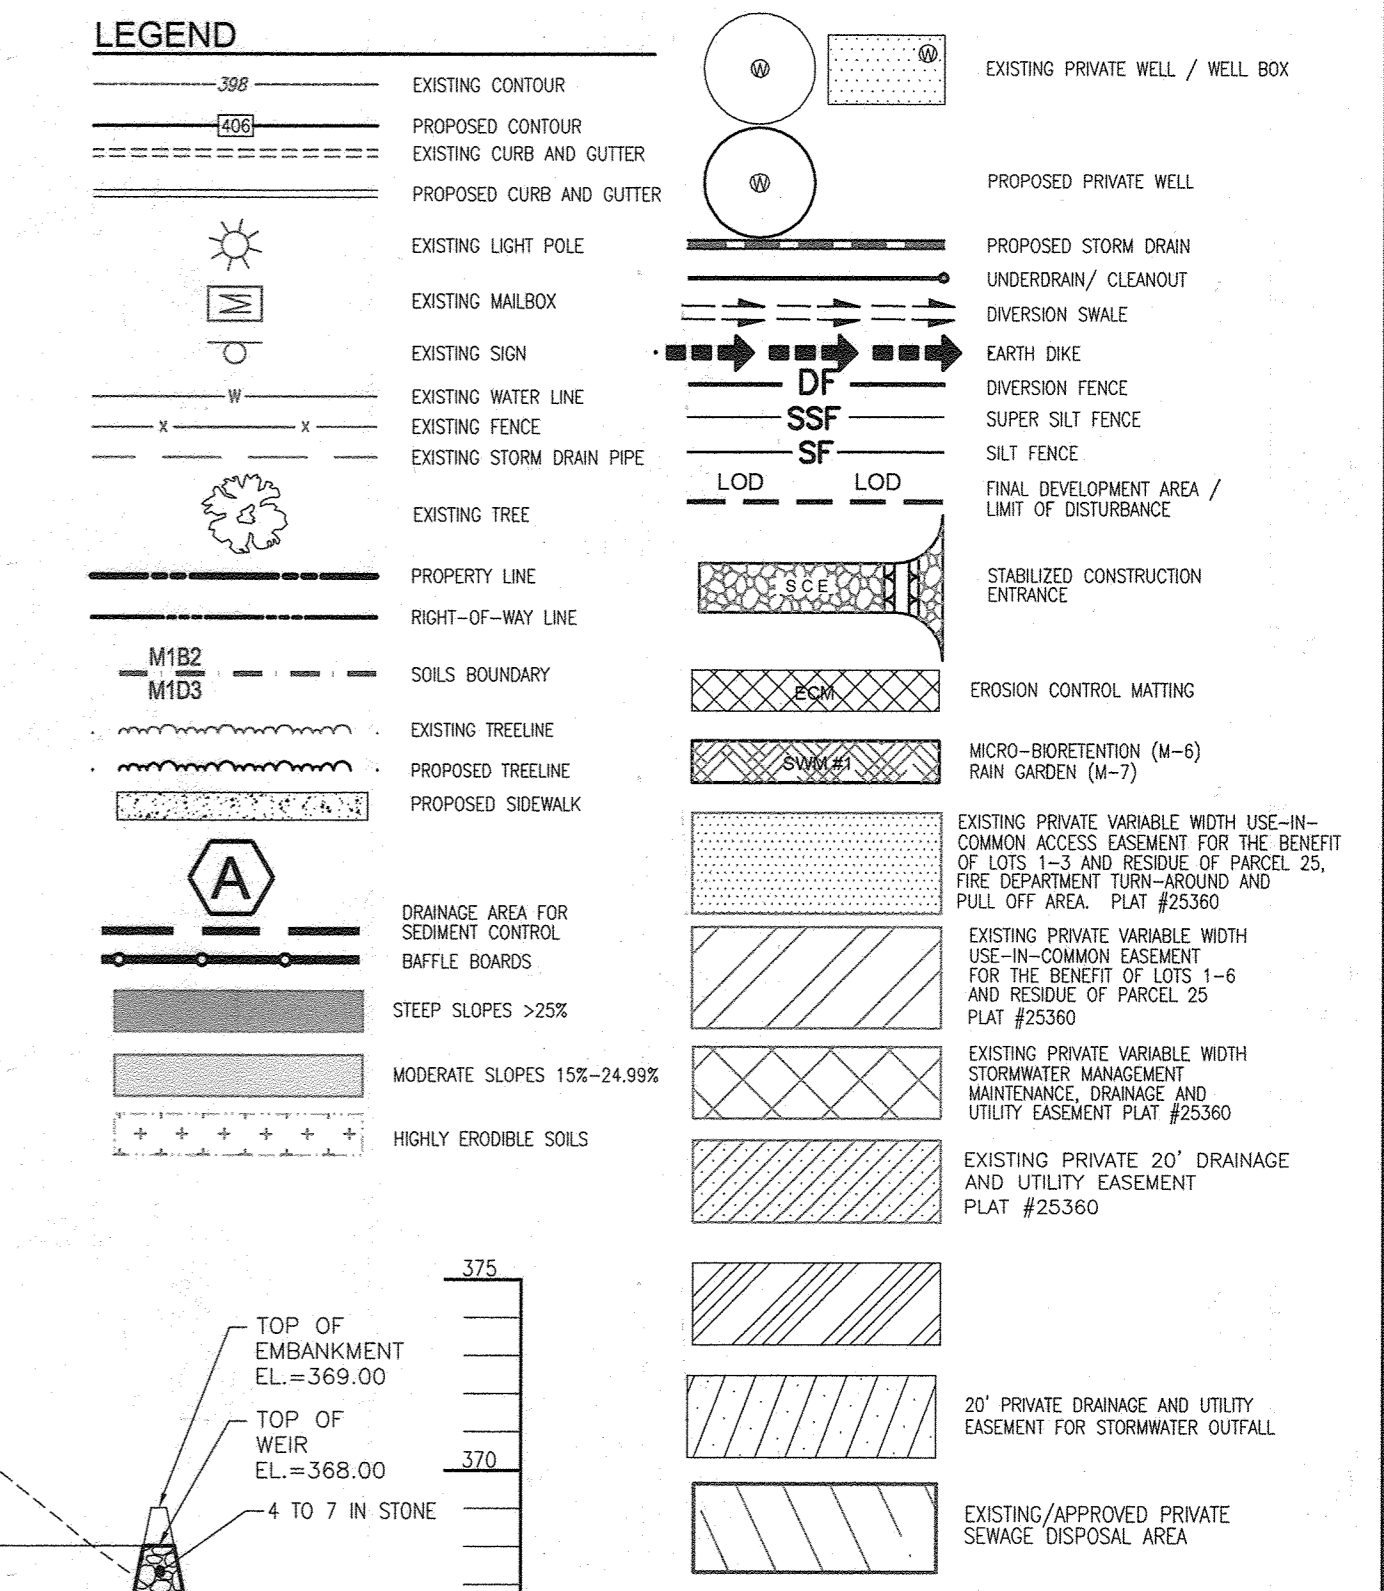 LEGEND
398
EXISTING CONTOUR
406
PROPOSED CONTOUR
EXISTING CURB AND GUTTER
PROPOSED CURB AND GUTTER
EXISTING LIGHT POLE
M
EXISTING MAILBOX
EXISTING SIGN
W
EXISTING WATER LINE
X X
EXISTING FENCE
EXISTING STORM DRAIN PIPE
EXISTING TREE
PROPERTY LINE
RIGHT-OF-WAY LINE
M1B2
M1D3
SOILS BOUNDARY
EXISTING TREELINE
PROPOSED TREELINE
PROPOSED SIDEWALK
A
DRAINAGE AREA FOR
SEDIMENT CONTROL
BAFFLE BOARDS
STEEP SLOPES >25%
MODERATE SLOPES 15%-24.99%
HIGHLY ERODIBLE SOILS
W W
EXISTING PRIVATE WELL / WELL BOX
W
PROPOSED PRIVATE WELL
PROPOSED STORM DRAIN
UNDERDRAIN/ CLEANOUT
DIVERSION SWALE
EARTH DIKE
DF
DIVERSION FENCE
SSF
SUPER SILT FENCE
SF
SILT FENCE
LOD LOD
FINAL DEVELOPMENT AREA /
LIMIT OF DISTURBANCE
SCE
STABILIZED CONSTRUCTION
ENTRANCE
ECM
EROSION CONTROL MATTING
SWM #1
MICRO-BIORETENTION (M-6)
RAIN GARDEN (M-7)
EXISTING PRIVATE VARIABLE WIDTH USE-IN-
COMMON ACCESS EASEMENT FOR THE BENEFIT
OF LOTS 1-3 AND RESIDUE OF PARCEL 25,
FIRE DEPARTMENT TURN-AROUND AND
PULL OFF AREA. PLAT #25360
EXISTING PRIVATE VARIABLE WIDTH
USE-IN-COMMON EASEMENT
FOR THE BENEFIT OF LOTS 1-6
AND RESIDUE OF PARCEL 25
PLAT #25360
EXISTING PRIVATE VARIABLE WIDTH
STORMWATER MANAGEMENT
MAINTENANCE, DRAINAGE AND
UTILITY EASEMENT PLAT #25360
EXISTING PRIVATE 20' DRAINAGE
AND UTILITY EASEMENT
PLAT #25360
20' PRIVATE DRAINAGE AND UTILITY
EASEMENT FOR STORMWATER OUTFALL
EXISTING/APPROVED PRIVATE
SEWAGE DISPOSAL AREA
375
TOP OF
EMBANKMENT
EL.=369.00
TOP OF
WEIR
EL.=368.00
370
4 TO 7 IN STONE